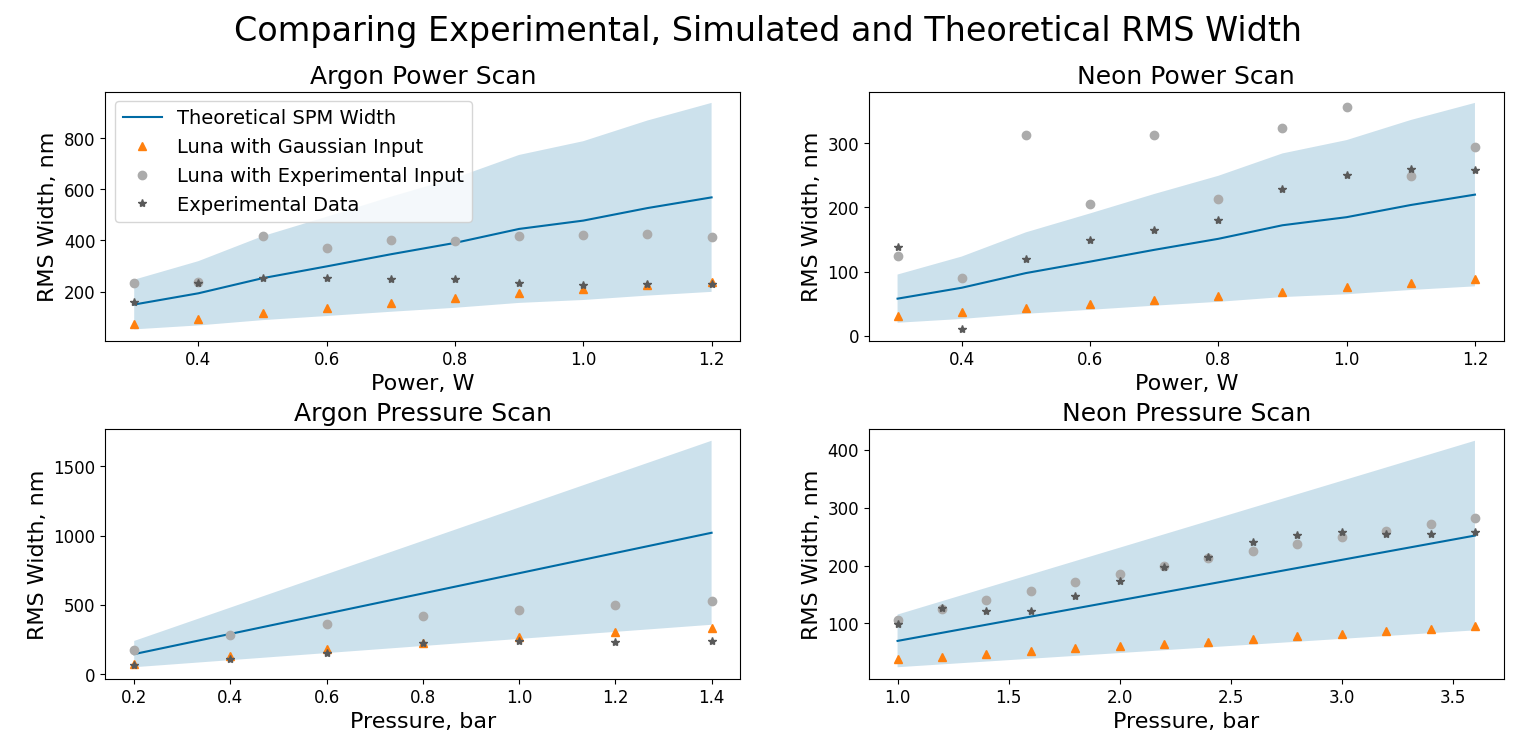 Comparing Experimental, Simulated and Theoretical RMS Width
Argon Power Scan
RMS Width, nm
800
600
400
200
Theoretical SPM Width
Luna with Gaussian Input
Luna with Experimental Input
Experimental Data
0.4 0.6 0.8 1.0 1.2
Power, W
Neon Power Scan
RMS Width, nm
300
200
100
0
0.4 0.6 0.8 1.0 1.2
Power, W
Argon Pressure Scan
RMS Width, nm
1500
1000
500
0
0.2 0.4 0.6 0.8 1.0 1.2 1.4
Pressure, bar
Neon Pressure Scan
RMS Width, nm
400
300
200
100
1.0 1.5 2.0 2.5 3.0 3.5
Pressure, bar